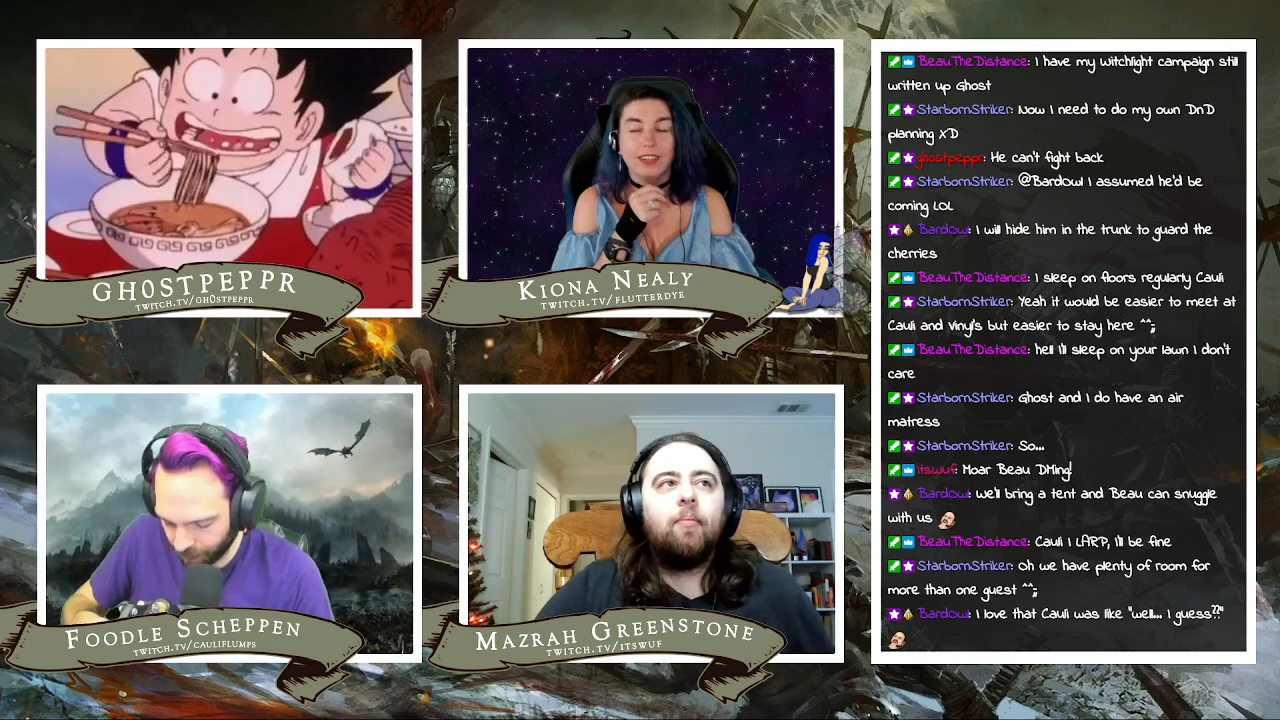 GH0STPEPPR
TWITCH.TV/OH0STPEPPR
KIONA NEALY
TWITCH.TV/FLUTTERDYE
FOODLE SCHEPPEN
TWITCH.TV/CAULIFLUMPS
MAZRAH GREENSTONE
TWITCH.TV/ITSWUF
BeauTheDistance: I have my witchlight campaign still
written up Ghost
StarbornStriker: Now I need to do my own DnD
planning XD
ghostpeppr: He can't fight back
StarbornStriker: @Bardowl I assumed he'd be
coming LOL
Bardowl: I will hide him in the trunk to guard the
cherries
BeauTheDistance: I sleep on floors regularly Cauli
StarbornStriker: Yeah it would be easier to meet at
Cauli and Vinyl's but easier to stay here ^^;;
BeauTheDistance: hell I'll sleep on your lawn I don't
care
StarbornStriker: Ghost and I do have an air
matress
StarbornStriker: So...
itswuf: Moar Beau DMing!
Bardowl: We'll bring a tent and Beau can snuggle
with us
BeauTheDistance: Cauli I LARP, I'll be fine
StarbornStriker: oh we have plenty of room for
more than one guest ^^;;
Bardowl: I love that Cauli was like "well... I guess??"